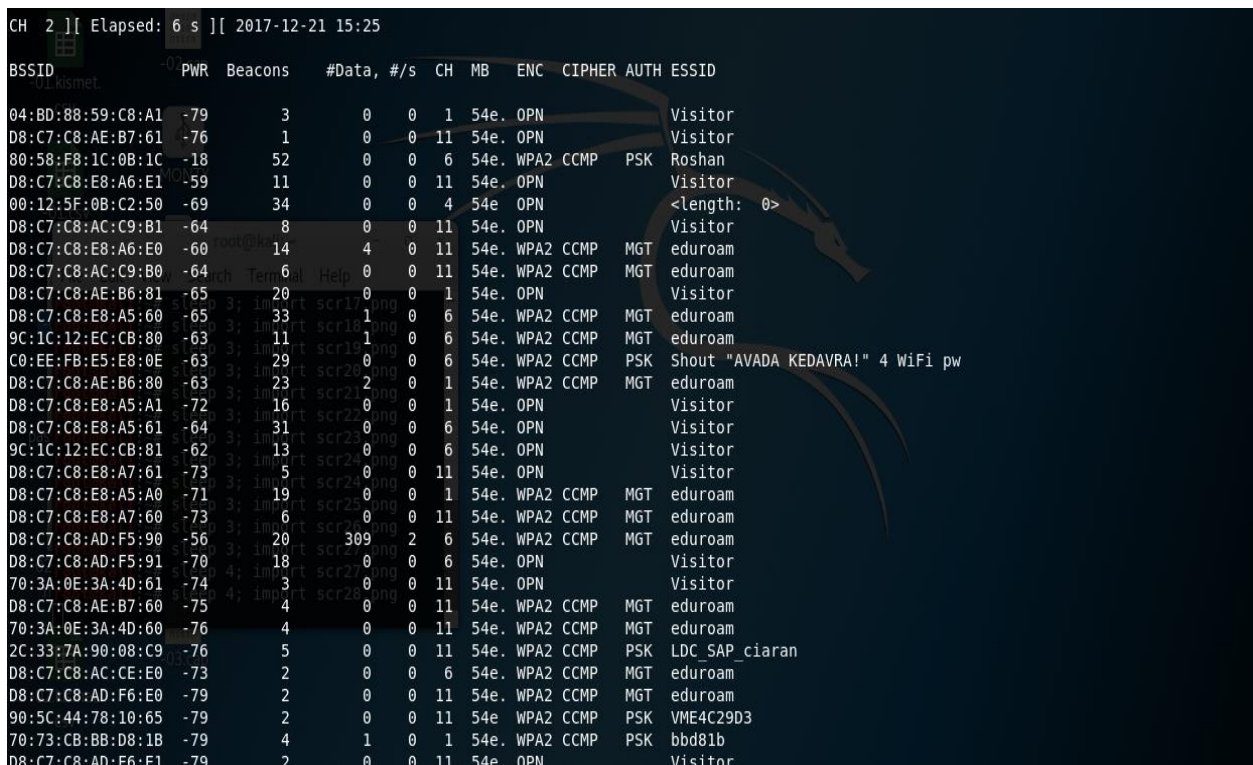 CH  2 ][ Elapsed: 6 s ][ 2017-12-21 15:25
BSSID PWR Beacons #Data, #/s CH MB ENC CIPHER AUTH ESSID
04:BD:88:59:C8:A1 -79 3 0 0 1 54e. OPN Visitor
D8:C7:C8:AE:B7:61 -76 1 0 0 11 54e. OPN Visitor
80:58:F8:1C:0B:1C -18 52 0 0 6 54e. WPA2 CCMP PSK Roshan
D8:C7:C8:E8:A6:E1 -59 11 0 0 11 54e. OPN Visitor
00:12:5F:0B:C2:50 -69 34 0 0 4 54e OPN <length:  0>
D8:C7:C8:AC:C9:B1 -64 8 0 0 11 54e. OPN Visitor
D8:C7:C8:E8:A6:E0 -60 14 4 0 11 54e. WPA2 CCMP MGT eduroam
D8:C7:C8:AC:C9:B0 -64 6 0 0 11 54e. WPA2 CCMP MGT eduroam
D8:C7:C8:AE:B6:81 -65 20 0 0 1 54e. OPN Visitor
D8:C7:C8:E8:A5:60 -65 33 1 0 6 54e. WPA2 CCMP MGT eduroam
9C:1C:12:EC:CB:80 -63 11 1 0 6 54e. WPA2 CCMP MGT eduroam
C0:EE:FB:E5:E8:0E -63 29 0 0 6 54e. WPA2 CCMP PSK Shout "AVADA KEDAVRA!" 4 WiFi pw
D8:C7:C8:AE:B6:80 -63 23 2 0 1 54e. WPA2 CCMP MGT eduroam
D8:C7:C8:E8:A5:A1 -72 16 0 0 1 54e. OPN Visitor
D8:C7:C8:E8:A5:61 -64 31 0 0 6 54e. OPN Visitor
9C:1C:12:EC:CB:81 -62 13 0 0 6 54e. OPN Visitor
D8:C7:C8:E8:A7:61 -73 5 0 0 11 54e. OPN Visitor
D8:C7:C8:E8:A5:A0 -71 19 0 0 1 54e. WPA2 CCMP MGT eduroam
D8:C7:C8:E8:A7:60 -73 6 0 0 11 54e. WPA2 CCMP MGT eduroam
D8:C7:C8:AD:F5:90 -56 20 309 2 6 54e. WPA2 CCMP MGT eduroam
D8:C7:C8:AD:F5:91 -70 18 0 0 6 54e. OPN Visitor
70:3A:0E:3A:4D:61 -74 3 0 0 11 54e. OPN Visitor
D8:C7:C8:AE:B7:60 -75 4 0 0 11 54e. WPA2 CCMP MGT eduroam
70:3A:0E:3A:4D:60 -76 4 0 0 11 54e. WPA2 CCMP MGT eduroam
2C:33:7A:90:08:C9 -76 5 0 0 11 54e. WPA2 CCMP PSK LDC_SAP_ciaran
D8:C7:C8:AC:CE:E0 -73 2 0 0 6 54e. WPA2 CCMP MGT eduroam
D8:C7:C8:AD:F6:E0 -79 2 0 0 11 54e. WPA2 CCMP MGT eduroam
90:5C:44:78:10:65 -79 2 0 0 11 54e WPA2 CCMP PSK VME4C29D3
70:73:CB:BB:D8:1B -79 4 1 0 1 54e. WPA2 CCMP PSK bbd81b
D8:C7:C8:AD:F6:E1 -79 2 0 0 11 54e. OPN Visitor